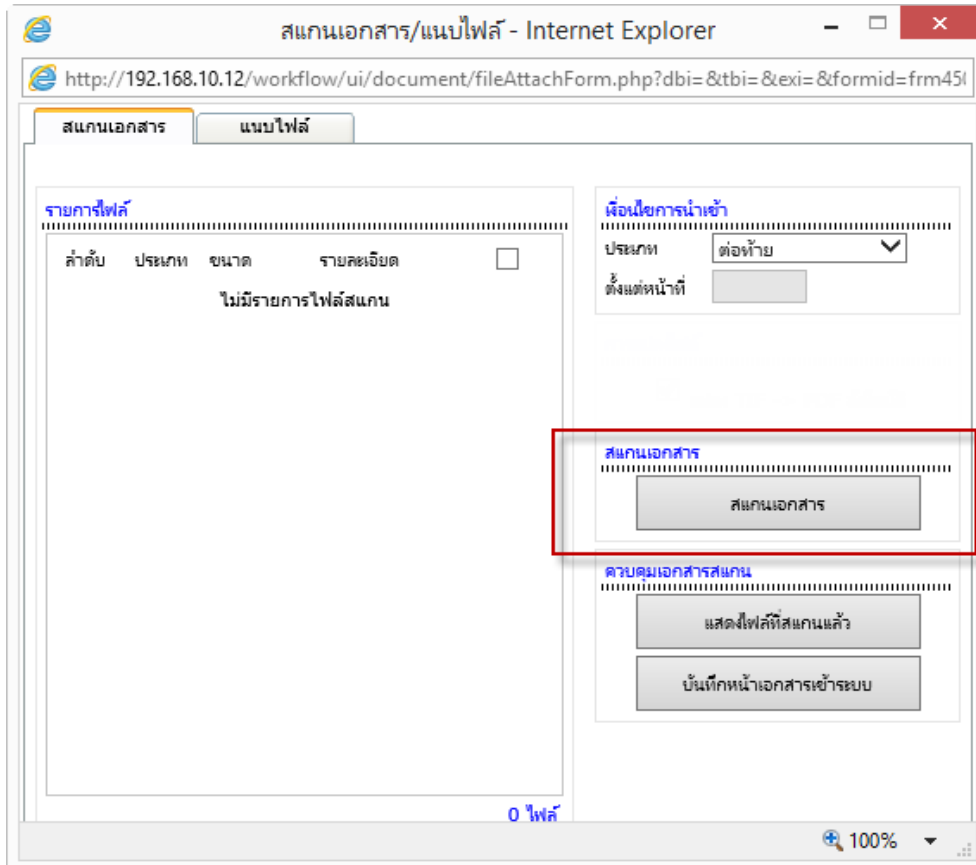 สแกนเอกสาร/แนบไฟล์ - Internet Explorer
http://192.168.10.12/workflow/ui/document/fileAttachForm.php?dbi=&tbi=&exi=&formid=frm450
สแกนเอกสาร แนบไฟล์
รายการไฟล์
ลำดับ ประเภท ขนาด รายละเอียด
ไม่มีรายการไฟล์สแกน
0 ไฟล์
เงื่อนไขการนำเข้า
ประเภท ต่อท้าย
ตั้งแต่หน้าที่
สแกนเอกสาร
สแกนเอกสาร
ควบคุมเอกสารสแกน
แสดงไฟล์ที่สแกนแล้ว
บันทึกหน้าเอกสารเข้าระบบ
100%